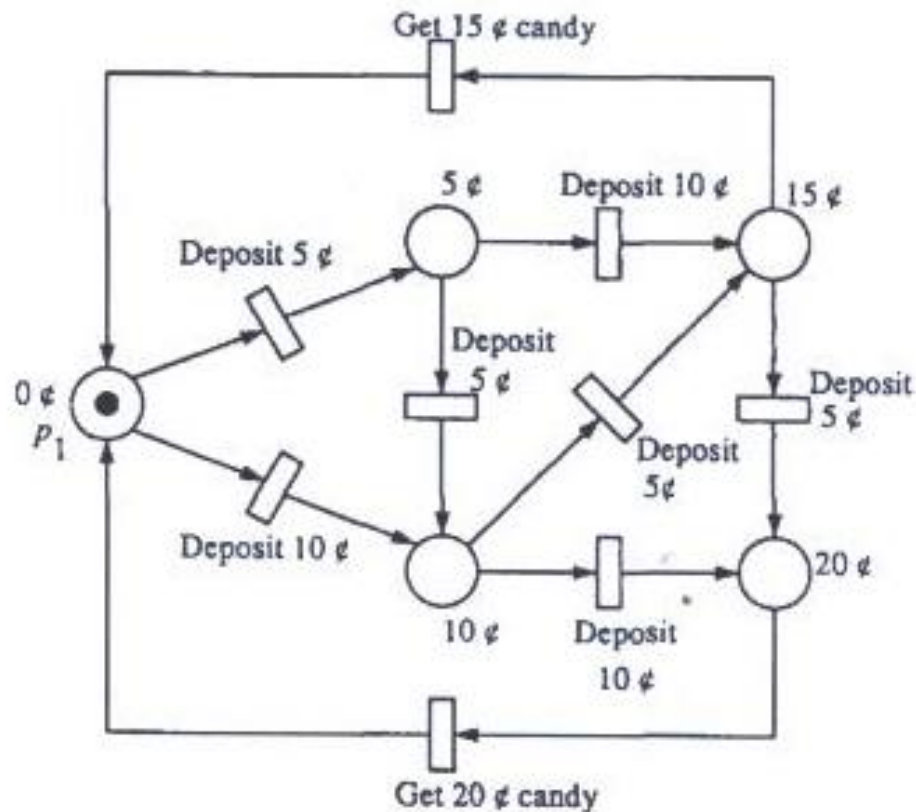 Get 15 ¢ candy
5 ¢
Deposit 10 ¢
15 ¢
Deposit 5 ¢
Deposit
5 ¢
0 ¢
p1
Deposit
5 ¢
Deposit
5 ¢
Deposit 10 ¢
10 ¢
Deposit
10 ¢
20 ¢
Get 20 ¢ candy